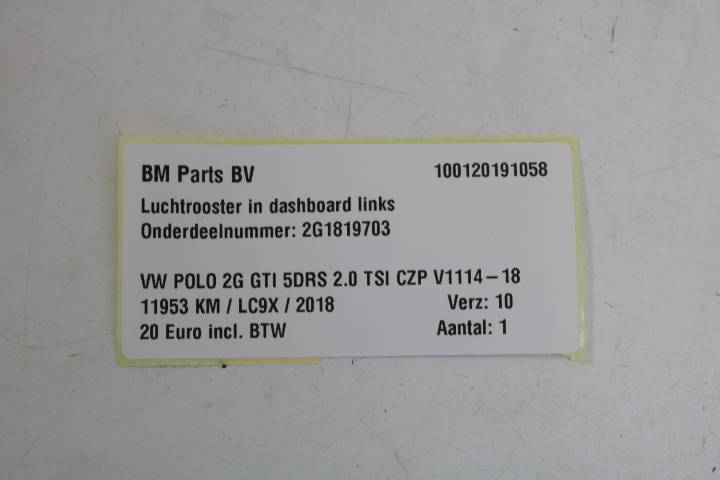 BM Parts BV 100120191058
Luchtrooster in dashboard links
Onderdeelnummer: 2G1819703
VW POLO 2G GTI 5DRS 2.0 TSI CZP V1114-18
11953 KM / LC9X / 2018 Verz: 10
20 Euro incl. BTW Aantal: 1